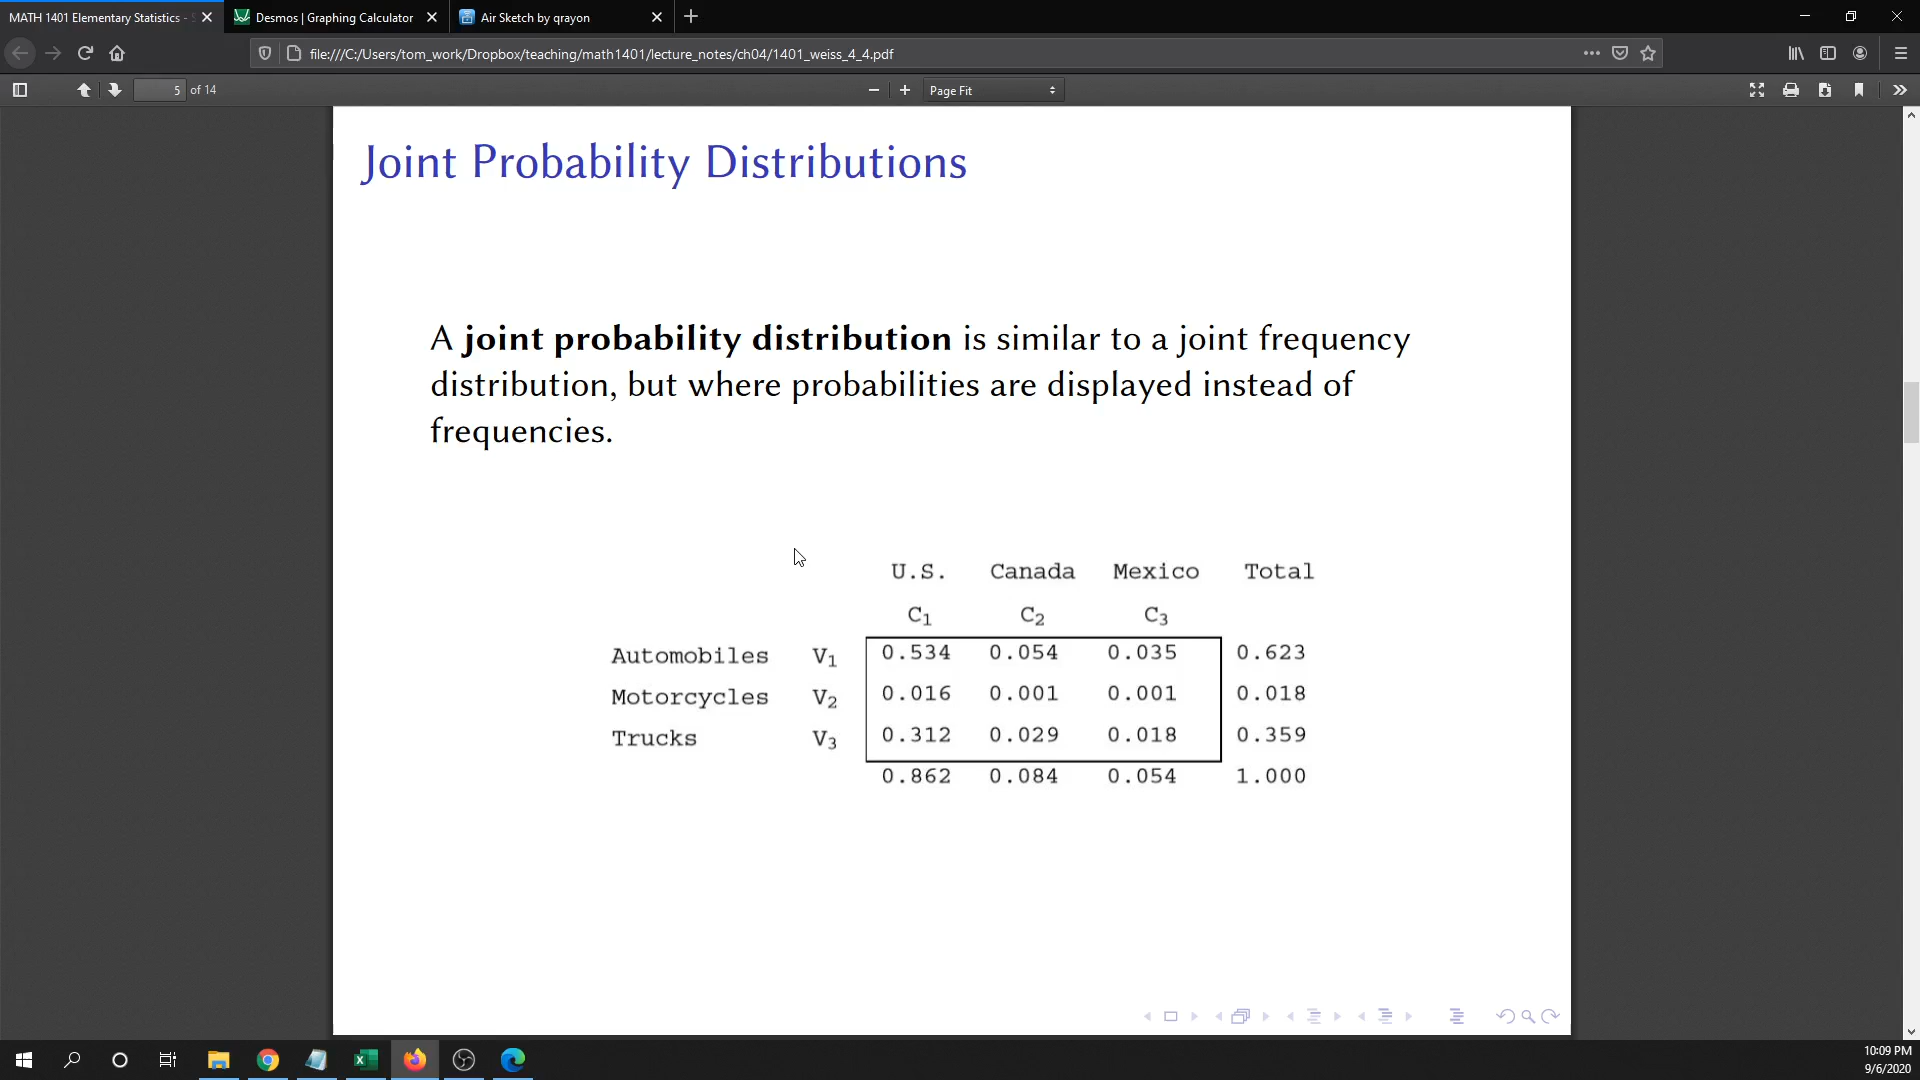 MATH 1401 Elementary Statistics -
Desmos | Graphing Calculator
Air Sketch by qrayon
file:///C:/Users/tom_work/Dropbox/teaching/math1401/lecture_notes/ch04/1401_weiss_4_4.pdf
5 of 14
Page Fit
Joint Probability Distributions
A joint probability distribution is similar to a joint frequency
distribution, but where probabilities are displayed instead of
frequencies.
U.S. Canada Mexico Total
C₁ C₂ C₃
Automobiles V₁ 0.534 0.054 0.035 0.623
Motorcycles V₂ 0.016 0.001 0.001 0.018
Trucks V₃ 0.312 0.029 0.018 0.359
0.862 0.084 0.054 1.000
10:09 PM
9/6/2020